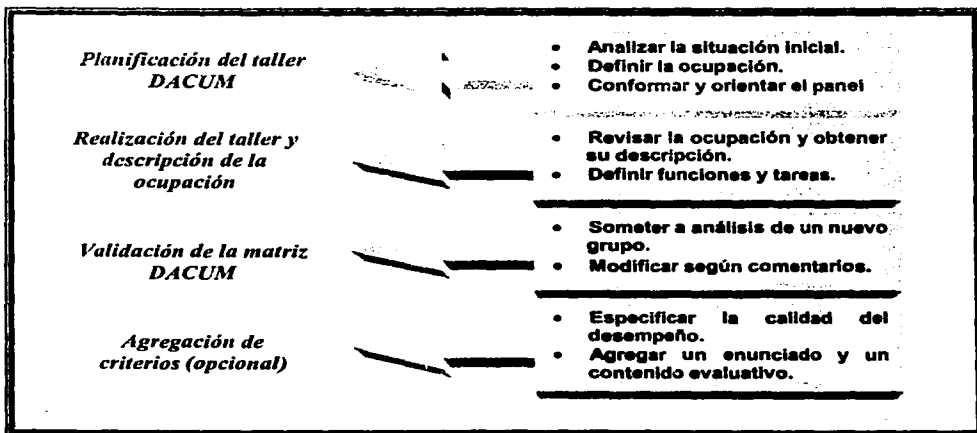 Planificación del taller
DACUM
• Analizar la situación inicial.
• Definir la ocupación.
• Conformar y orientar el panel
Realización del taller y
descripción de la
ocupación
• Revisar la ocupación y obtener
su descripción.
• Definir funciones y tareas.
Validación de la matriz
DACUM
• Someter a análisis de un nuevo
grupo.
• Modificar según comentarios.
Agregación de
criterios (opcional)
• Especificar la calidad del
desempeño.
• Agregar un enunciado y un
contenido evaluativo.